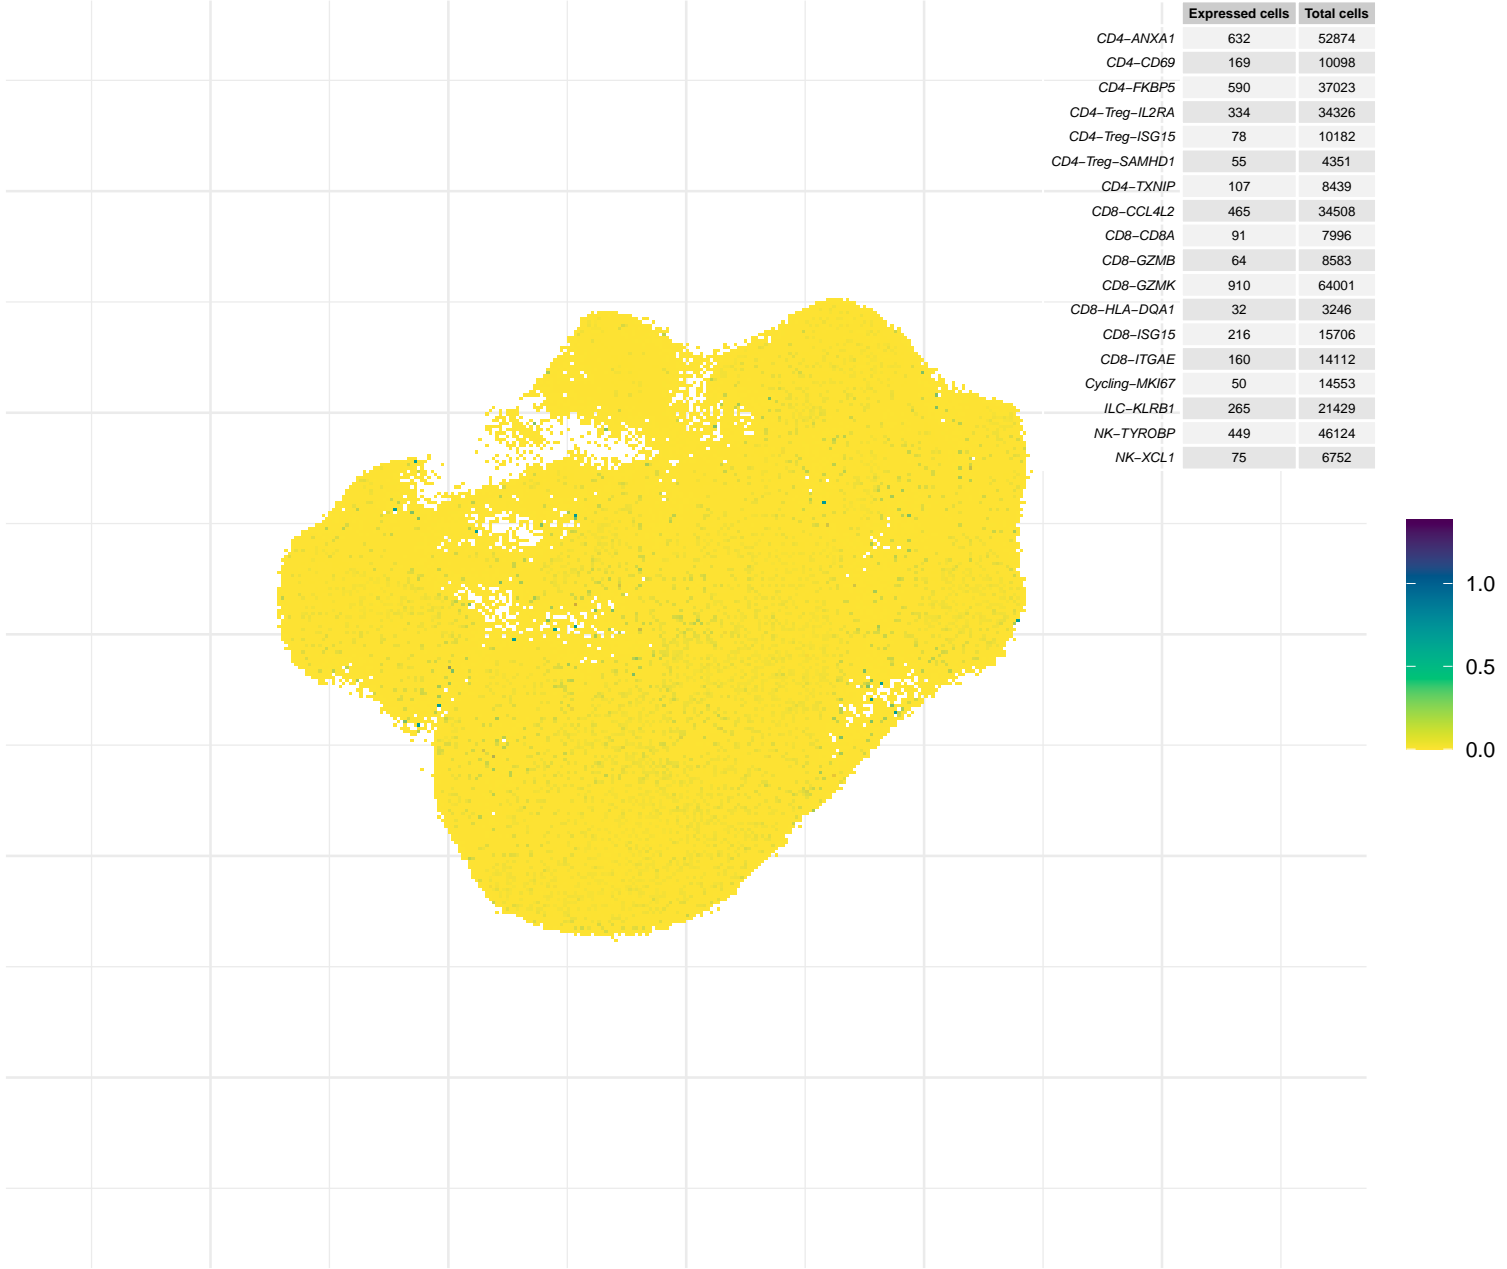 Expressed cells Total cells
CD4−ANXA1 632 52874
CD4−CD69 169 10098
CD4−FKBP5 590 37023
CD4−Treg−IL2RA 334 34326
CD4−Treg−ISG15 78 10182
CD4−Treg−SAMHD1 55 4351
CD4−TXNIP 107 8439
CD8−CCL4L2 465 34508
CD8−CD8A 91 7996
CD8−GZMB 64 8583
CD8−GZMK 910 64001
CD8−HLA−DQA1 32 3246
CD8−ISG15 216 15706
CD8−ITGAE 160 14112
Cycling−MKI67 50 14553
ILC−KLRB1 265 21429
NK−TYROBP 449 46124
NK−XCL1 75 6752
1.0
0.5
0.0